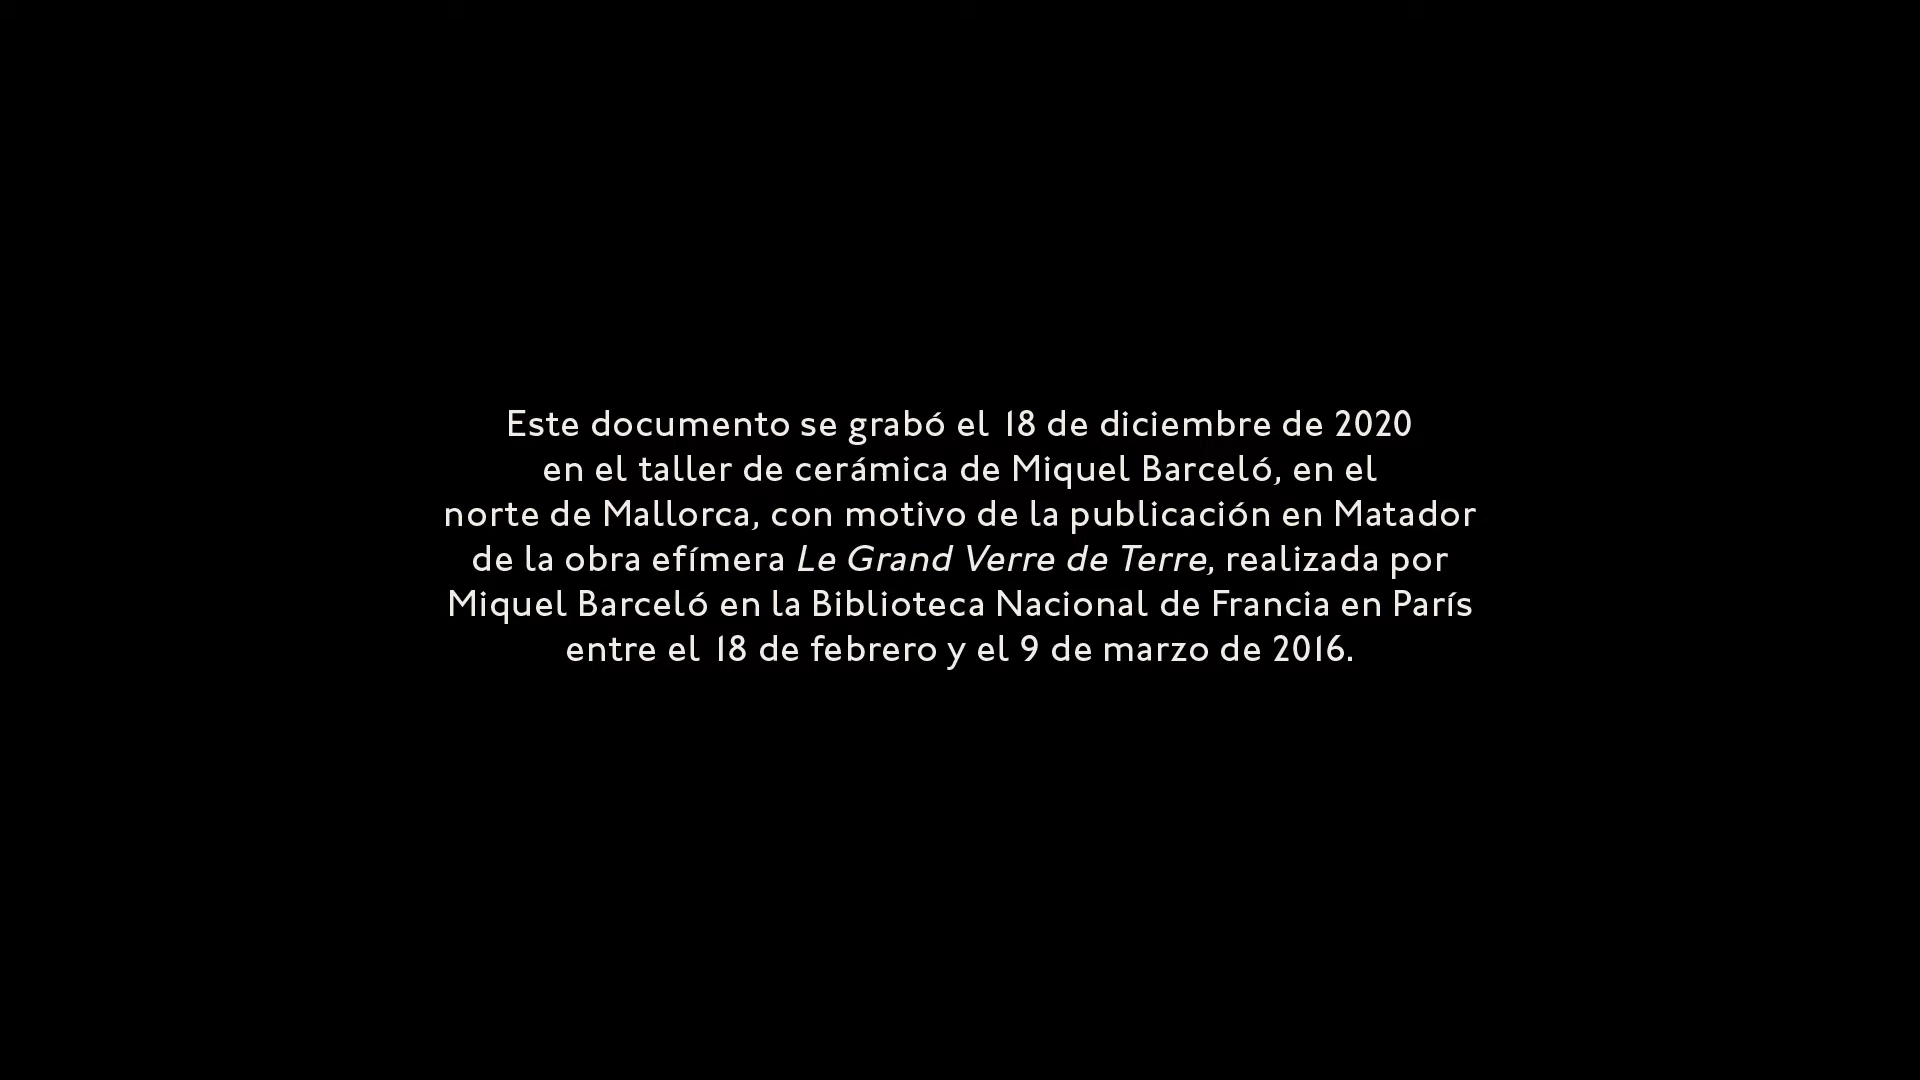 Este documento se grabó el 18 de diciembre de 2020
en el taller de cerámica de Miquel Barceló, en el
norte de Mallorca, con motivo de la publicación en Matador
de la obra efímera Le Grand Verre de Terre, realizada por
Miquel Barceló en la Biblioteca Nacional de Francia en París
entre el 18 de febrero y el 9 de marzo de 2016.